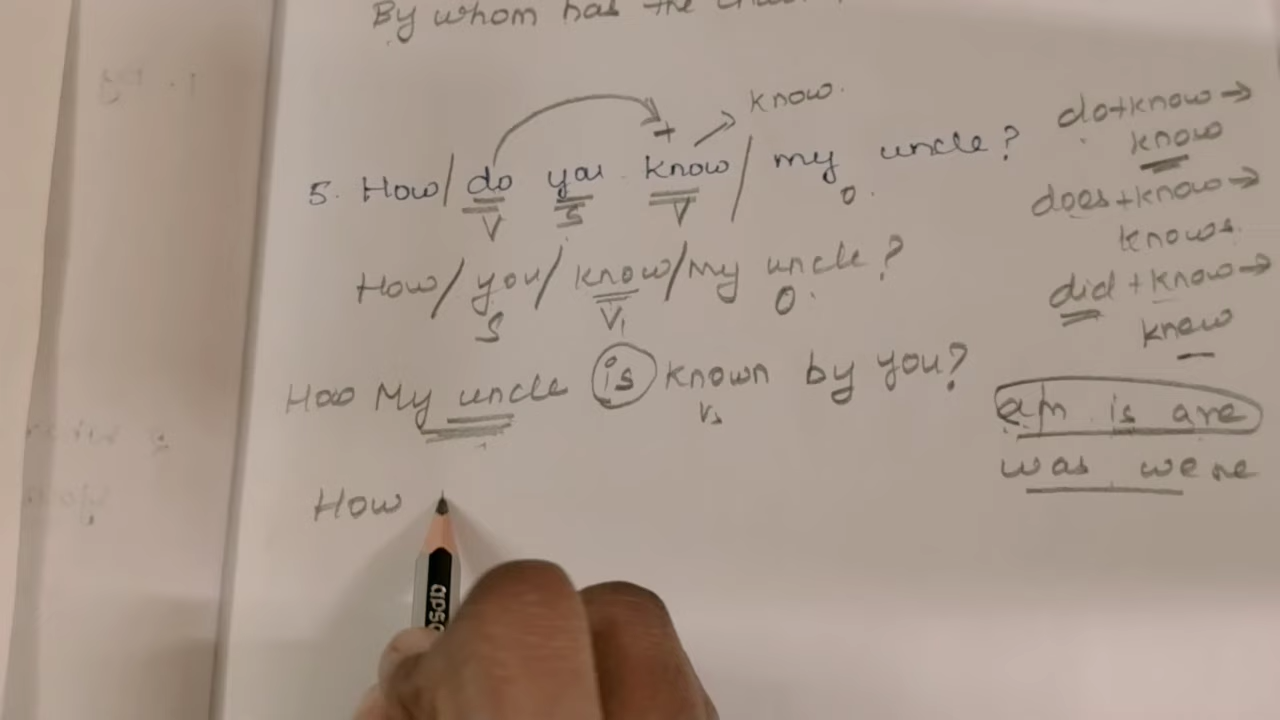 By whom has the
know.
5. How / do you know / my uncle ?
+
V S V O.
How / you / know / my uncle ?
S V1 O.
How My uncle is known by you ?
V3
How
do + know →
know
does + know →
knows.
did + know →
knew
am is are
was were
apsa